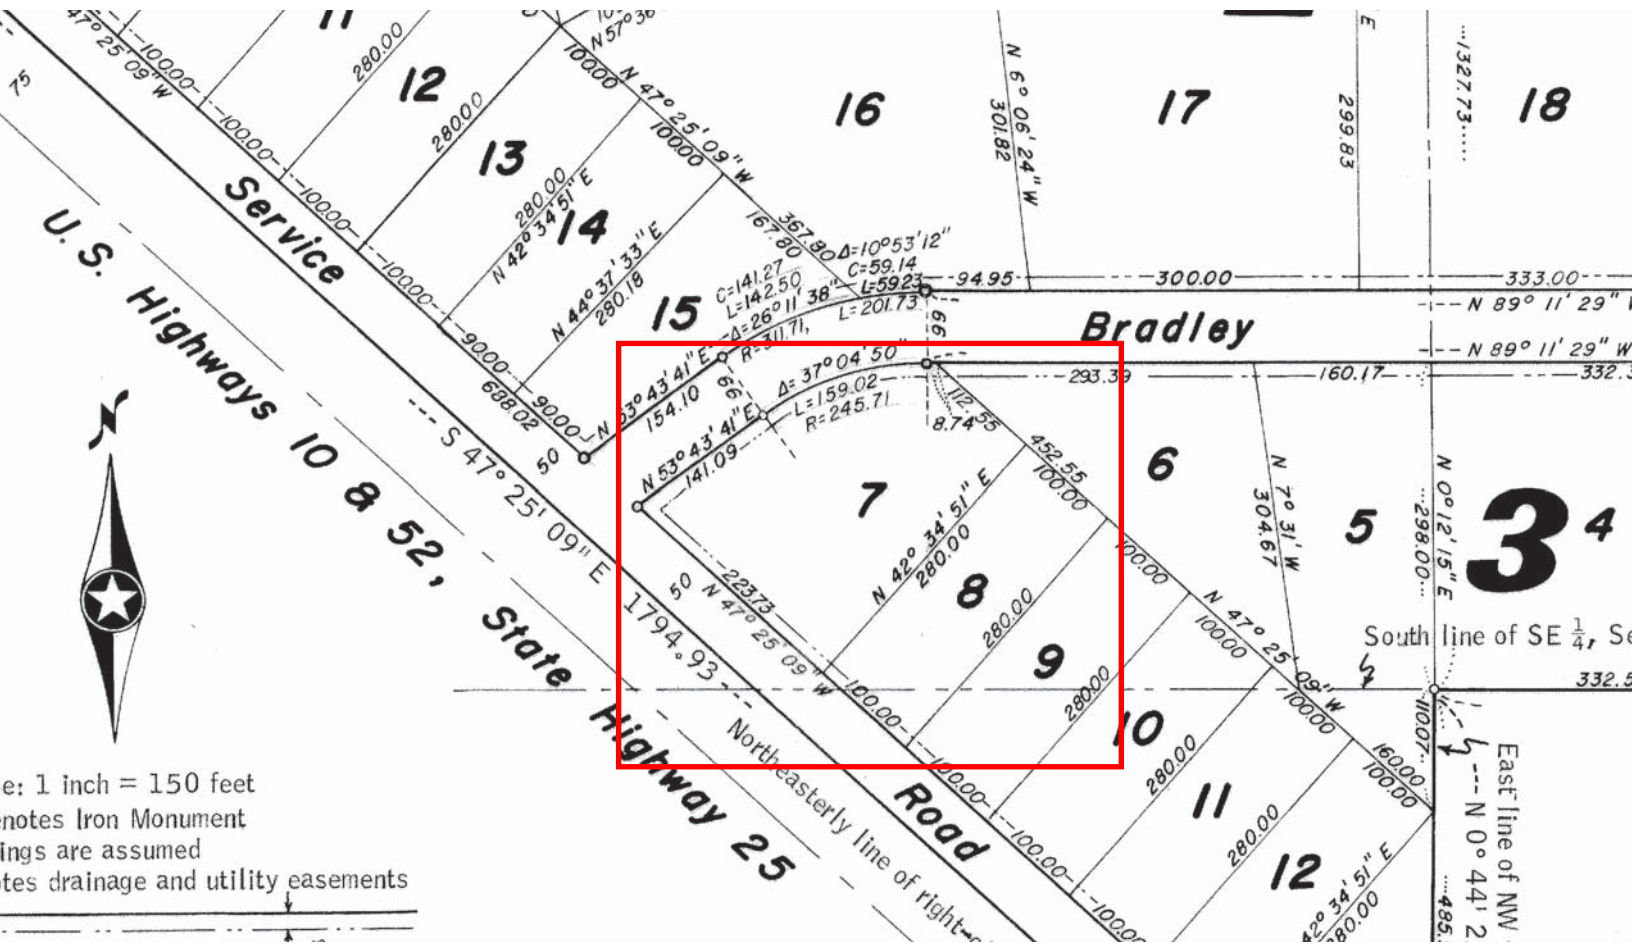 11
47° 25' 09" W
100.00
280.00
12
75
100.00
280.00
13
100.00
N 47° 25' 09" W
100.00
100.00
16
N 6° 06' 24" W
301.82
17
299.83
E
1327.73
18
N 57° 36'
Service
100.00
280.00
N 42° 34' 51" E
14
N 44° 37' 33" E
280.18
100.00
367.80
167.80
Δ=10°53'12"
C=59.14
L=59.23
C=141.27
L=142.50
Δ=26°11'38"
R=311.71,
L=201.73
94.95
300.00
333.00
N 89° 11' 29" W
66
Bradley
N 89° 11' 29" W
293.39
160.17
332.3
15
90.00
688.02
90.00
N 53° 43' 41" E
154.10
66
Δ= 37° 04' 50"
L=159.02
R=245.71
112.55
8.74
N 53° 43' 41" E
141.09
50
U.S. Highways 10 & 52, State Highway 25
S 47° 25' 09" E
1794.93
452.55
100.00
6
N 7° 31' W
304.67
5
N 0° 12' 15" E
298.00
3
4
7
N 42° 34' 51" E
280.00
8
280.00
100.00
N 47° 25' 09" W
100.00
South line of SE 1/4, Se
332.5
223.73
50
N 47° 25' 09" W
9
280.00
100.00
100.00
110.07
160.00
100.00
10
280.00
100.00
Road
11
280.00
100.00
12
42° 34' 51" E
280.00
100.00
Northeasterly line of right-o
East line of NW
N 0° 44' 2
485.
N
e: 1 inch = 150 feet
enotes Iron Monument
ings are assumed
otes drainage and utility easements